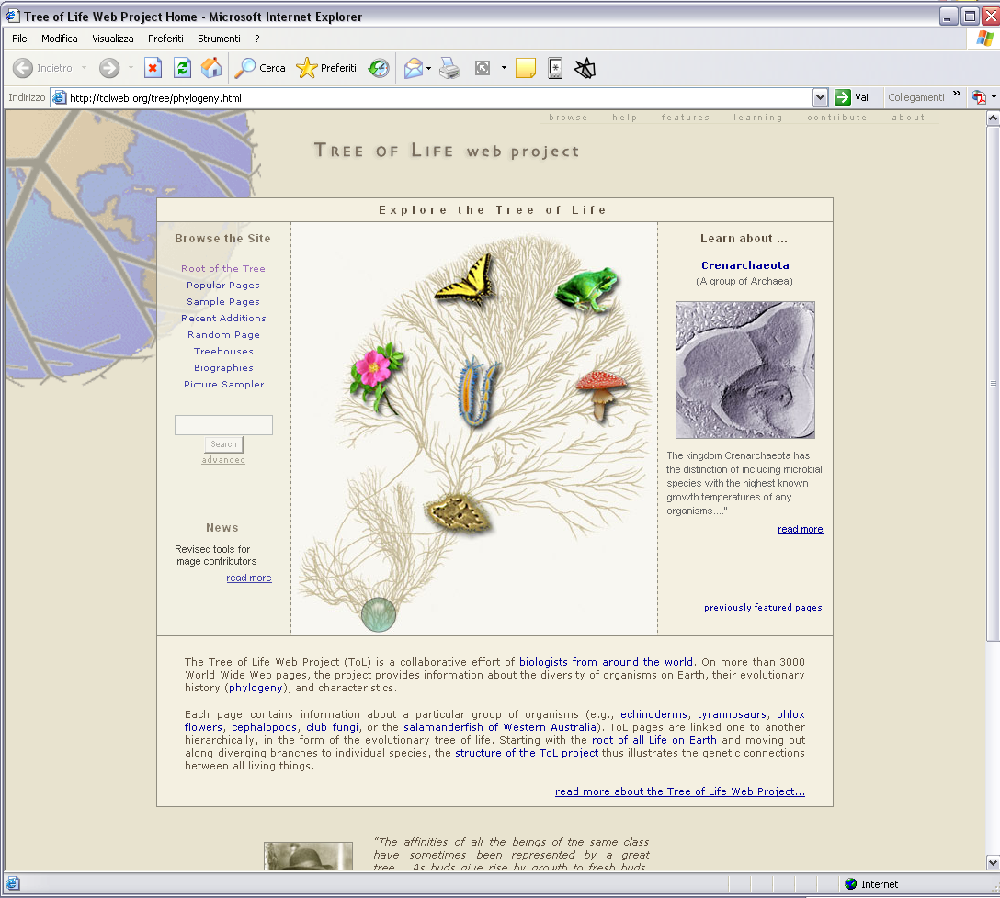 Tree of Life Web Project Home - Microsoft Internet Explorer
File Modifica Visualizza Preferiti Strumenti ?
Indietro Cerca Preferiti
Indirizzo http://tolweb.org/tree/phylogeny.html Vai Collegamenti »
browse help features learning contribute about
TREE OF LIFE web project
Explore the Tree of Life
Browse the Site
Root of the Tree
Popular Pages
Sample Pages
Recent Additions
Random Page
Treehouses
Biographies
Picture Sampler
Search
advanced
News
Revised tools for
image contributors
read more
Learn about ...
Crenarchaeota
(A group of Archaea)
The kingdom Crenarchaeota has
the distinction of including microbial
species with the highest known
growth temperatures of any
organisms...."
read more
previously featured pages
The Tree of Life Web Project (ToL) is a collaborative effort of biologists from around the world. On more than 3000
World Wide Web pages, the project provides information about the diversity of organisms on Earth, their evolutionary
history (phylogeny), and characteristics.
Each page contains information about a particular group of organisms (e.g., echinoderms, tyrannosaurs, phlox
flowers, cephalopods, club fungi, or the salamanderfish of Western Australia). ToL pages are linked one to another
hierarchically, in the form of the evolutionary tree of life. Starting with the root of all Life on Earth and moving out
along diverging branches to individual species, the structure of the ToL project thus illustrates the genetic connections
between all living things.
read more about the Tree of Life Web Project...
"The affinities of all the beings of the same class
have sometimes been represented by a great
tree... As buds give rise by growth to fresh buds,
Internet